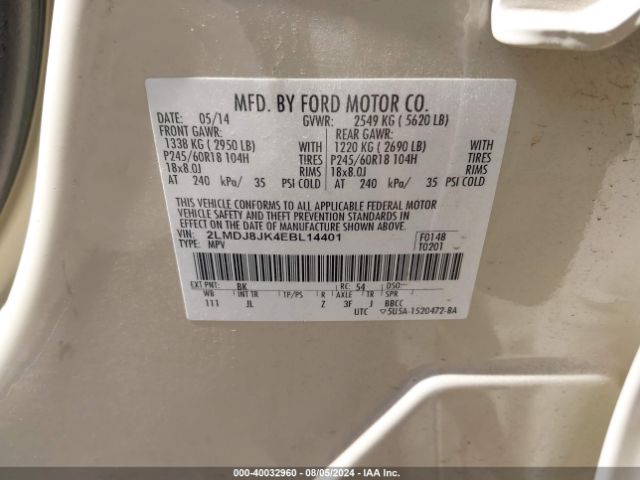 MFD. BY FORD MOTOR CO.
DATE: 05/14 GVWR: 2549 KG ( 5620 LB)
FRONT GAWR: REAR GAWR:
1338 KG ( 2950 LB) WITH 1220 KG ( 2690 LB) WITH
P245/60R18 104H TIRES P245/60R18 104H TIRES
18x8.0J RIMS 18x8.0J RIMS
AT 240 kPa/ 35 PSI COLD AT 240 kPa/ 35 PSI COLD
THIS VEHICLE CONFORMS TO ALL APPLICABLE FEDERAL MOTOR
VEHICLE SAFETY AND THEFT PREVENTION STANDARDS IN
EFFECT ON THE DATE OF MANUFACTURE SHOWN ABOVE.
VEHICLE IDENTIFICATION NO.
VIN: 2LMDJ8JK4EBL14401 F0148
TYPE: MPV T0201
EXT PNT: BK RC: 54 DSO:
WB INT TR TP/PS R AXLE TR SPR
111 JL Z 3F J BBCC
UTC ▽5U5A-1520472-BA
40032960 - 08/05/2024 - IAA Inc.